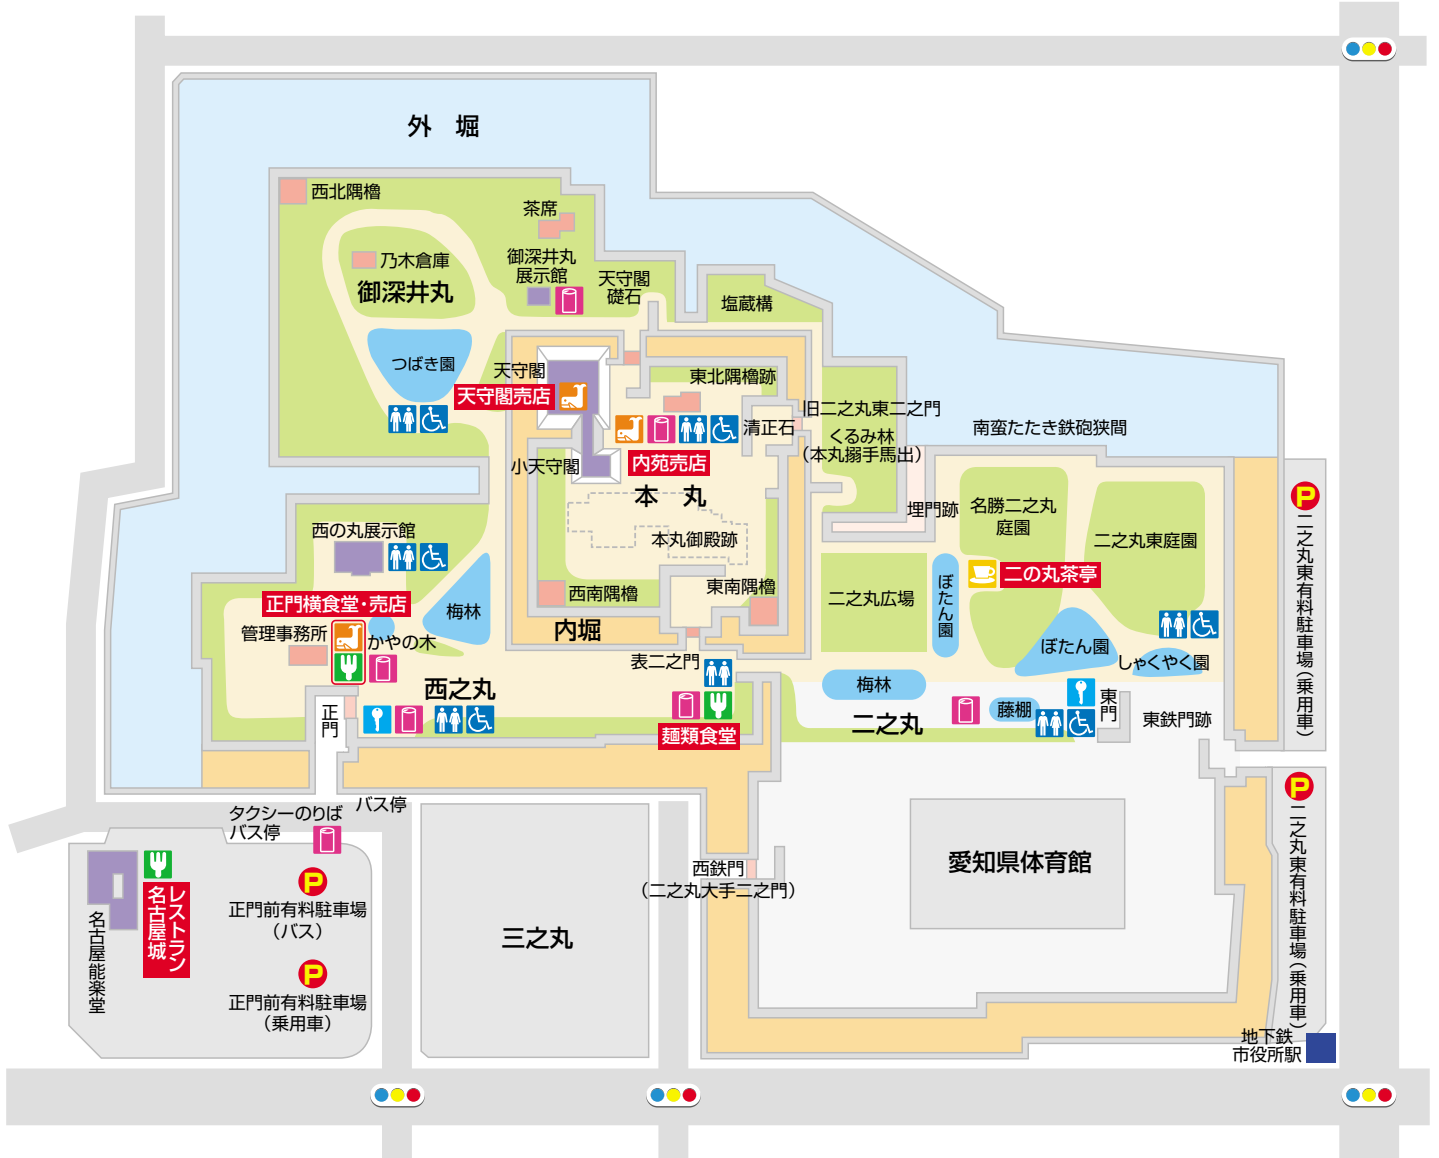 外　堀
西北隅櫓
茶席
乃木倉庫
御深井丸
御深井丸
展示館
天守閣
礎石
塩蔵構
つばき園
天守閣
天守閣売店
東北隅櫓跡
旧二之丸東二之門
清正石
くるみ林
（本丸搦手馬出）
南蛮たたき鉄砲狭間
小天守閣
内苑売店
本　丸
本丸御殿跡
埋門跡
名勝二之丸
庭園
二之丸東庭園
P
二之丸東有料駐車場（乗用車）
西の丸展示館
正門横食堂・売店
管理事務所
かやの木
梅林
西南隅櫓
内堀
東南隅櫓
二之丸広場
ぼたん園
二の丸茶亭
ぼたん園
しゃくやく園
表二之門
西之丸
正門
麺類食堂
梅林
二之丸
藤棚
東門
東鉄門跡
P
二之丸東有料駐車場（乗用車）
タクシーのりば
バス停
バス停
レストラン
名古屋城
名古屋能楽堂
P
正門前有料駐車場
（バス）
P
正門前有料駐車場
（乗用車）
三之丸
西鉄門
（二之丸大手二之門）
愛知県体育館
地下鉄
市役所駅